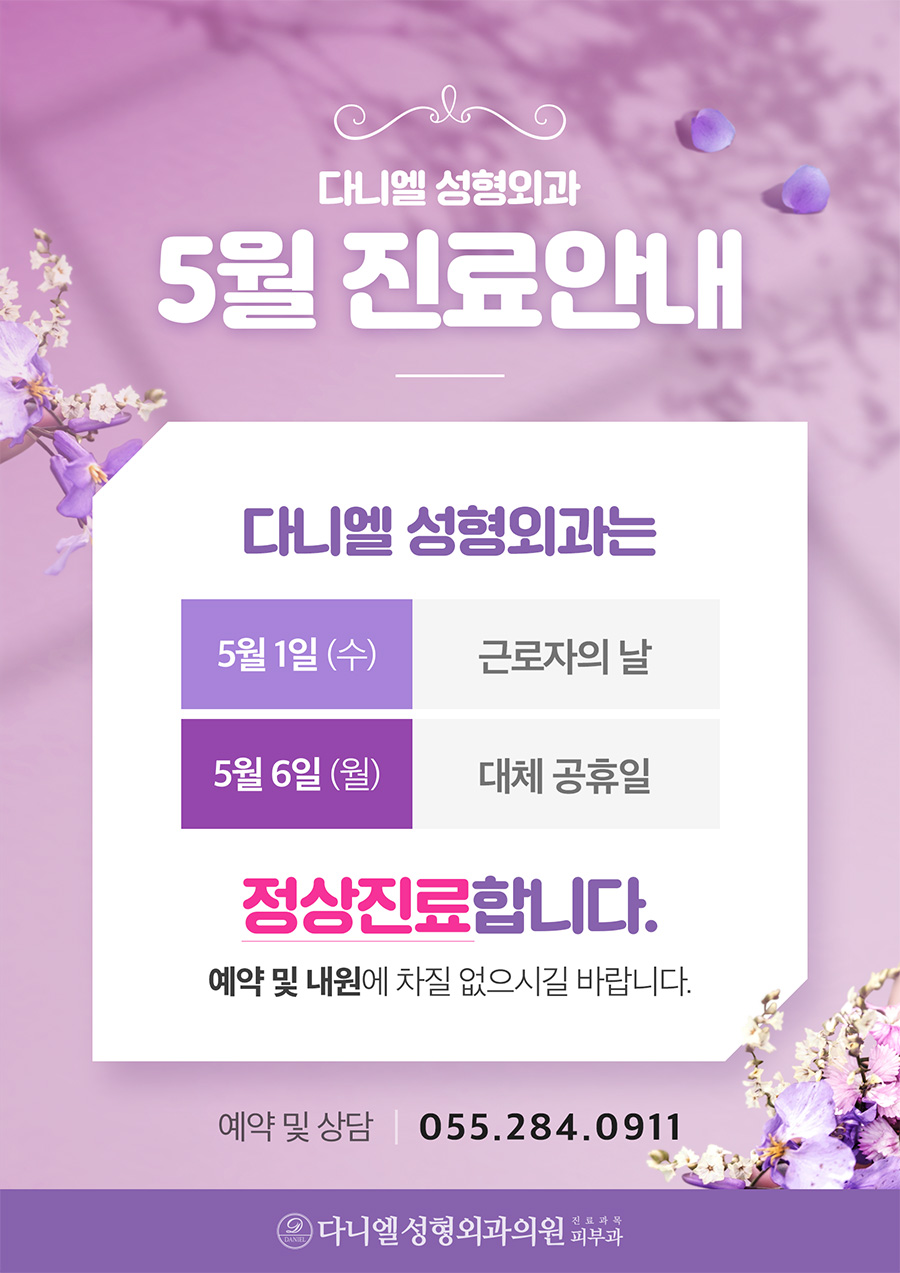 다니엘 성형외과
5월 진료안내
다니엘 성형외과는
5월 1일 (수) 근로자의 날
5월 6일 (월) 대체 공휴일
정상진료합니다.
예약 및 내원에 차질 없으시길 바랍니다.
예약 및 상담 | 055.284.0911
DANIEL 다니엘성형외과의원 진료과목 피부과